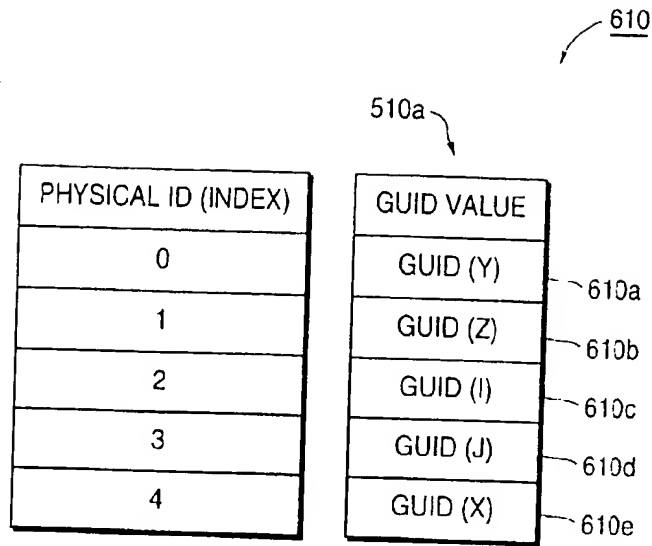 610
510a
PHYSICAL ID (INDEX) GUID VALUE
0 GUID (Y) 610a
1 GUID (Z) 610b
2 GUID (I) 610c
3 GUID (J) 610d
4 GUID (X) 610e